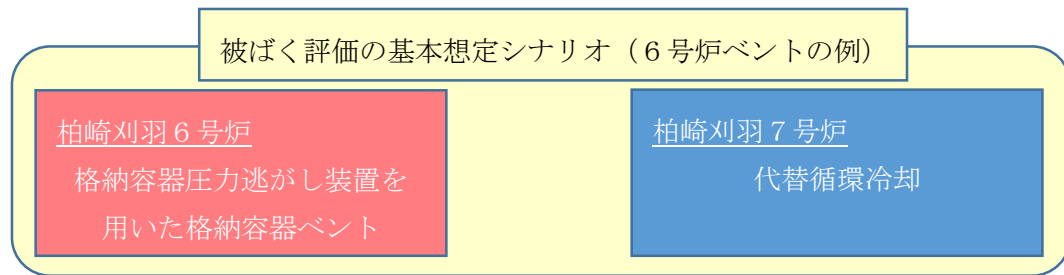 被ばく評価の基本想定シナリオ（６号炉ベントの例）
柏崎刈羽６号炉
格納容器圧力逃がし装置を
用いた格納容器ベント
柏崎刈羽７号炉
代替循環冷却